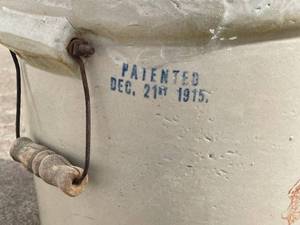 PATENTED
DEC. 21ST 1915.